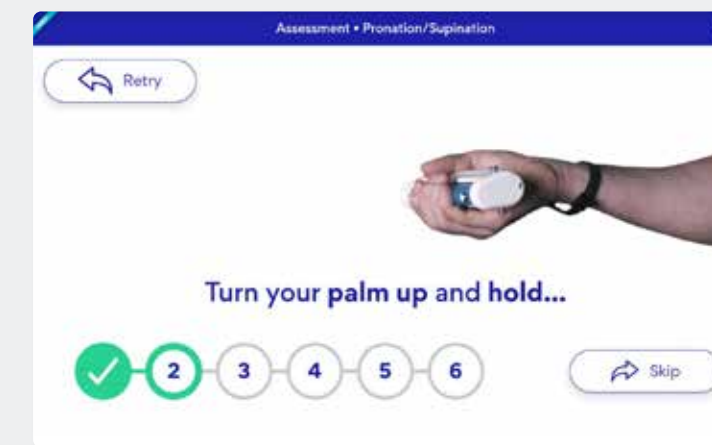 Assessment • Pronation/Supination
Retry
Turn your palm up and hold...
2 3 4 5 6
Skip